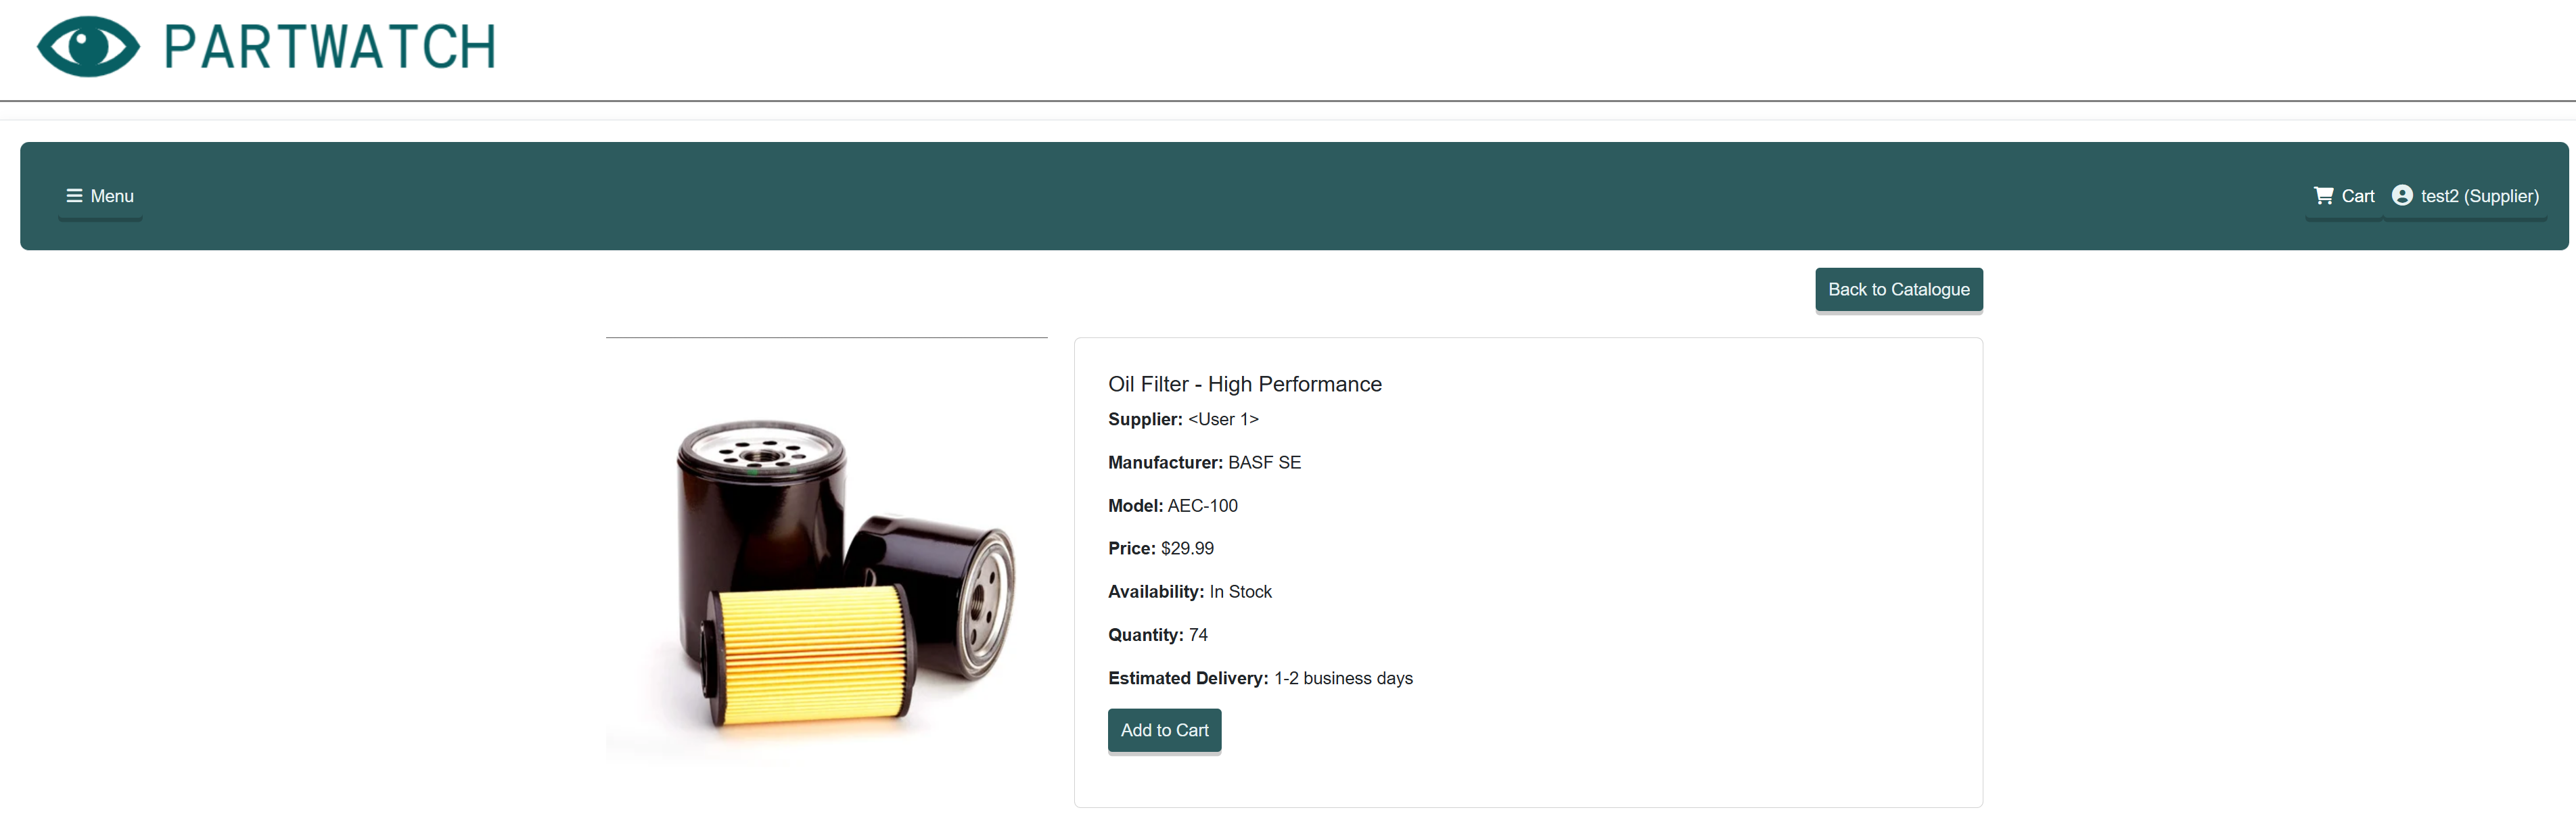 PARTWATCH
Menu
Cart
test2 (Supplier)
Back to Catalogue
Oil Filter - High Performance
Supplier: <User 1>
Manufacturer: BASF SE
Model: AEC-100
Price: $29.99
Availability: In Stock
Quantity: 74
Estimated Delivery: 1-2 business days
Add to Cart